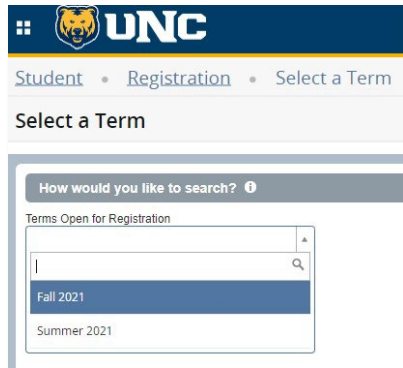 UNC
Student • Registration • Select a Term
Select a Term
How would you like to search?
Terms Open for Registration
Fall 2021
Summer 2021